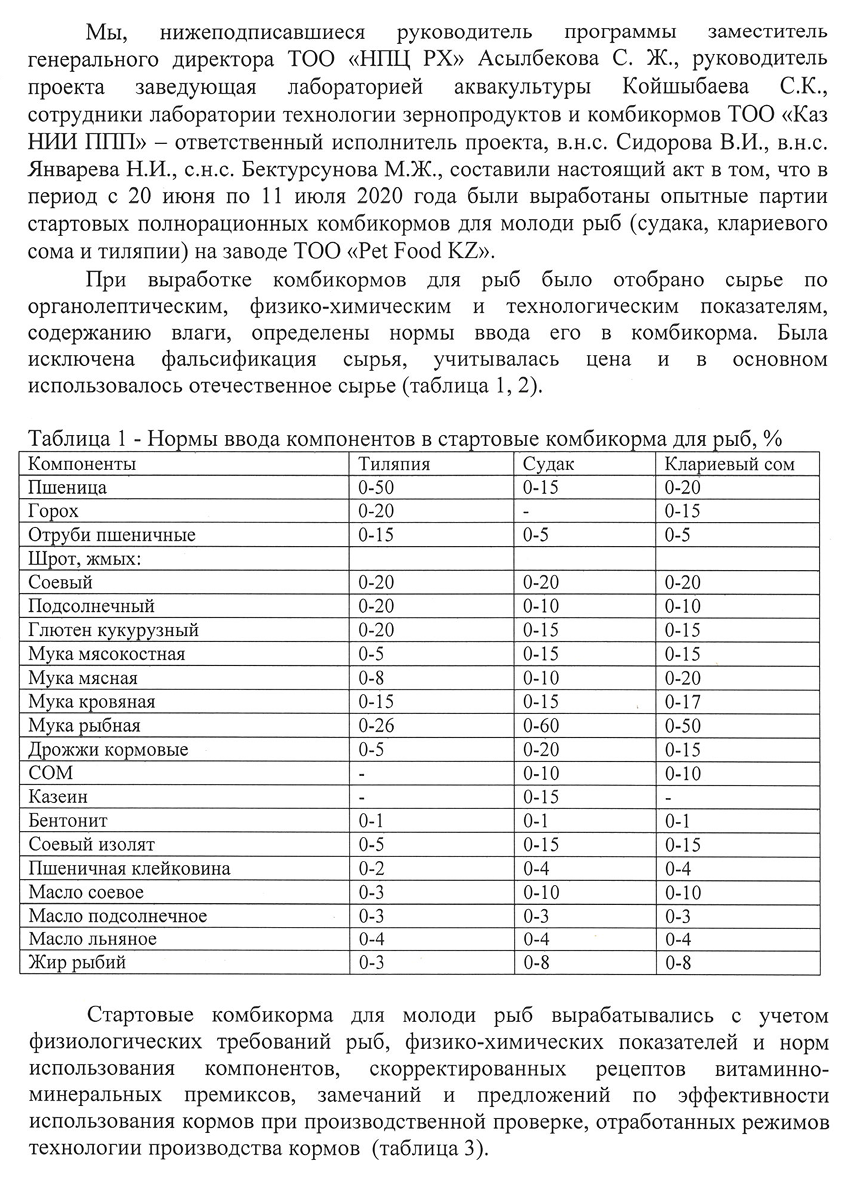 Мы, нижеподписавшиеся руководитель программы заместитель
генерального директора ТОО «НПЦ РХ» Асылбекова С. Ж., руководитель
проекта заведующая лабораторией аквакультуры Койшыбаева С.К.,
сотрудники лаборатории технологии зернопродуктов и комбикормов ТОО «Каз
НИИ ППП» – ответственный исполнитель проекта, в.н.с. Сидорова В.И., в.н.с.
Январева Н.И., с.н.с. Бектурсунова М.Ж., составили настоящий акт в том, что в
период с 20 июня по 11 июля 2020 года были выработаны опытные партии
стартовых полнорационных комбикормов для молоди рыб (судака, клариевого
сома и тиляпии) на заводе ТОО «Pet Food KZ».
При выработке комбикормов для рыб было отобрано сырье по
органолептическим, физико-химическим и технологическим показателям,
содержанию влаги, определены нормы ввода его в комбикорма. Была
исключена фальсификация сырья, учитывалась цена и в основном
использовалось отечественное сырье (таблица 1, 2).
Таблица 1 - Нормы ввода компонентов в стартовые комбикорма для рыб, %
Компоненты Тиляпия Судак Клариевый сом
Пшеница 0-50 0-15 0-20
Горох 0-20 - 0-15
Отруби пшеничные 0-15 0-5 0-5
Шрот, жмых:
Соевый 0-20 0-20 0-20
Подсолнечный 0-20 0-10 0-10
Глютен кукурузный 0-20 0-15 0-15
Мука мясокостная 0-5 0-15 0-15
Мука мясная 0-8 0-10 0-20
Мука кровяная 0-15 0-15 0-17
Мука рыбная 0-26 0-60 0-50
Дрожжи кормовые 0-5 0-20 0-15
СОМ - 0-10 0-10
Казеин - 0-15 -
Бентонит 0-1 0-1 0-1
Соевый изолят 0-5 0-15 0-15
Пшеничная клейковина 0-2 0-4 0-4
Масло соевое 0-3 0-10 0-10
Масло подсолнечное 0-3 0-3 0-3
Масло льняное 0-4 0-4 0-4
Жир рыбий 0-3 0-8 0-8
Стартовые комбикорма для молоди рыб вырабатывались с учетом
физиологических требований рыб, физико-химических показателей и норм
использования компонентов, скорректированных рецептов витаминно-
минеральных премиксов, замечаний и предложений по эффективности
использования кормов при производственной проверке, отработанных режимов
технологии производства кормов (таблица 3).